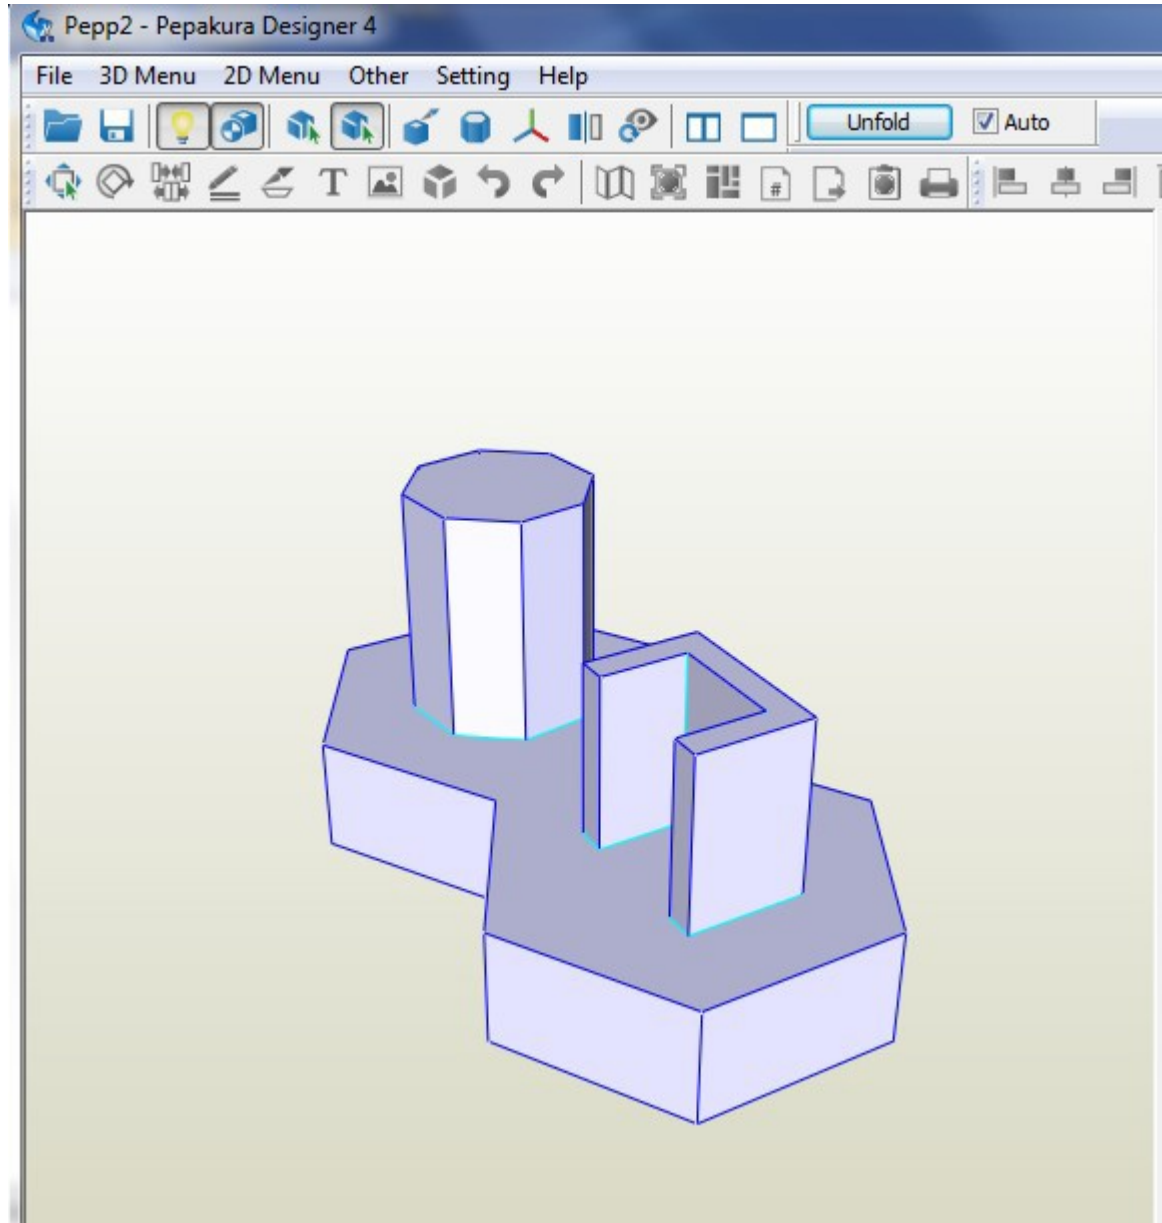 Pepp2 - Pepakura Designer 4
File 3D Menu 2D Menu Other Setting Help
Unfold Auto
T #